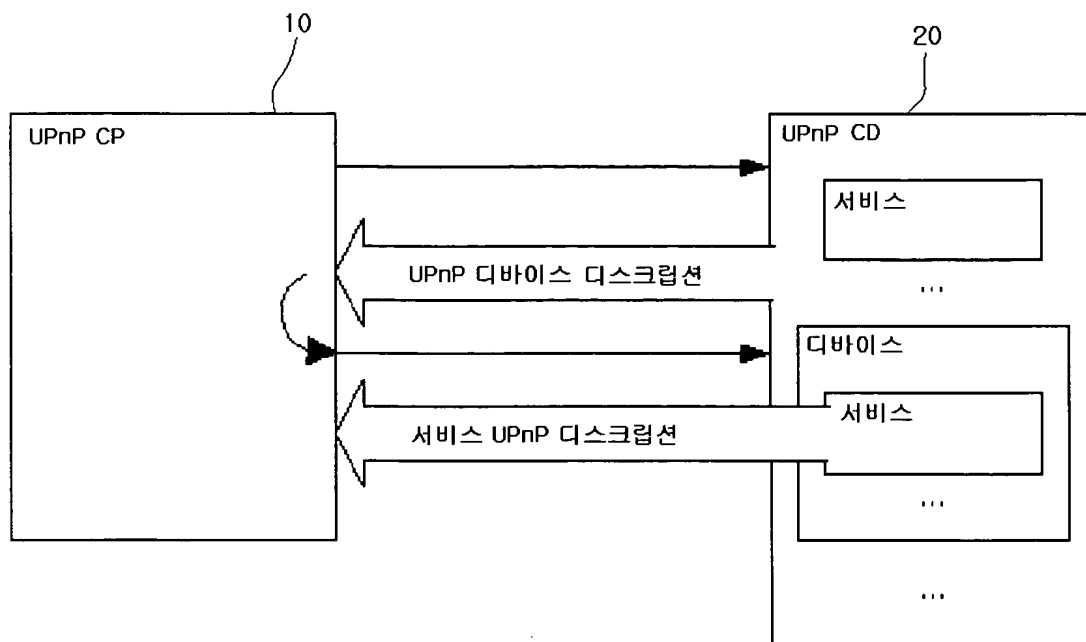 10
20
UPnP CP
UPnP CD
서비스
UPnP 디바이스 디스크립션
...
디바이스
서비스
서비스 UPnP 디스크립션
...
...